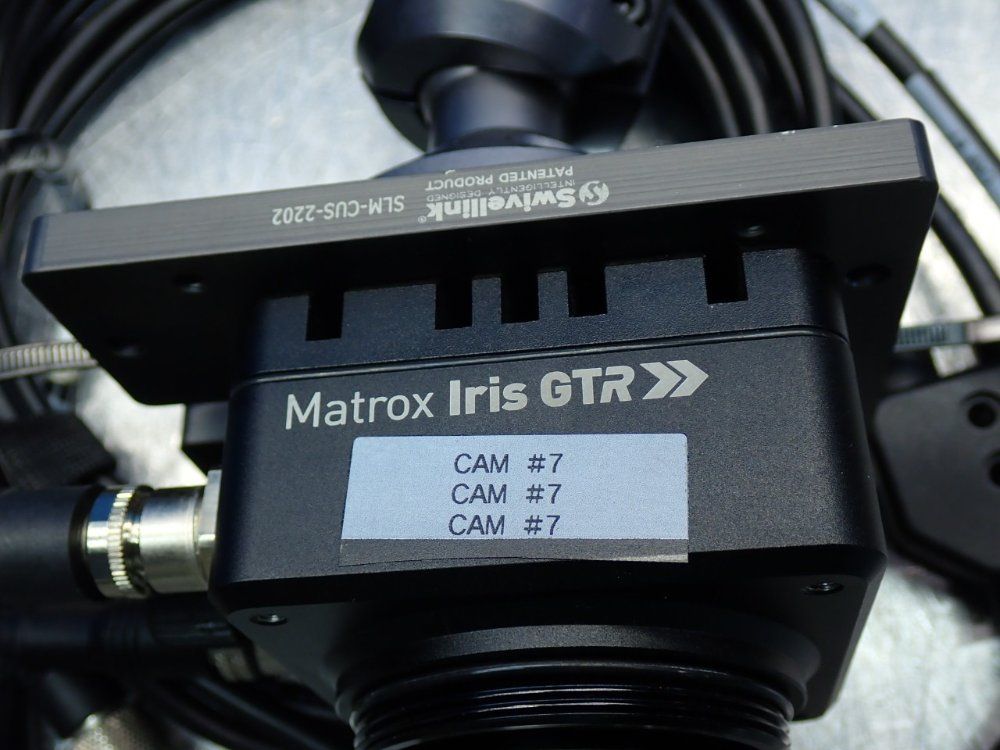 Swivellink®
INTELLIGENTLY DESIGNED
PATENTED PRODUCT
SLM-CUS-2202
Matrox Iris GTR
CAM #7
CAM #7
CAM #7